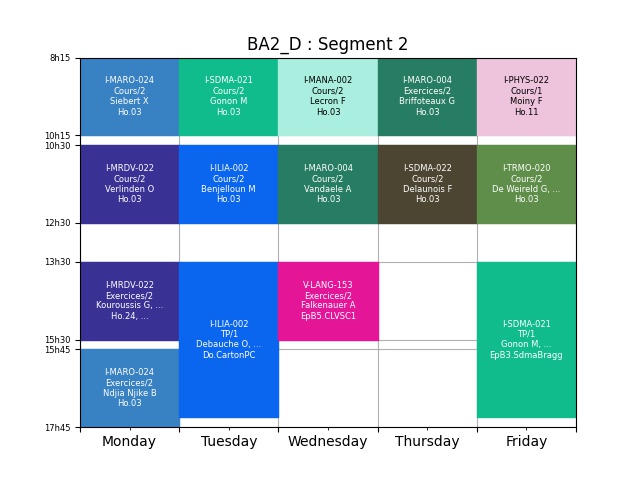 BA2_D : Segment 2
8h15
I-MARO-024
Cours/2
Siebert X
Ho.03
I-SDMA-021
Cours/2
Gonon M
Ho.03
I-MANA-002
Cours/2
Lecron F
Ho.03
I-MARO-004
Exercices/2
Briffoteaux G
Ho.03
I-PHYS-022
Cours/1
Moiny F
Ho.11
10h15
10h30
I-MRDV-022
Cours/2
Verlinden O
Ho.03
I-ILIA-002
Cours/2
Benjelloun M
Ho.03
I-MARO-004
Cours/2
Vandaele A
Ho.03
I-SDMA-022
Cours/2
Delaunois F
Ho.03
I-TRMO-020
Cours/2
De Weireld G, ...
Ho.03
12h30
13h30
I-MRDV-022
Exercices/2
Kouroussis G, ...
Ho.24, ...
I-ILIA-002
TP/1
Debauche O, ...
Do.CartonPC
V-LANG-153
Exercices/2
Falkenauer A
EpB5.CLVSC1
I-SDMA-021
TP/1
Gonon M, ...
EpB3.SdmaBragg
15h30
15h45
I-MARO-024
Exercices/2
Ndjia Njike B
Ho.03
17h45
Monday
Tuesday
Wednesday
Thursday
Friday